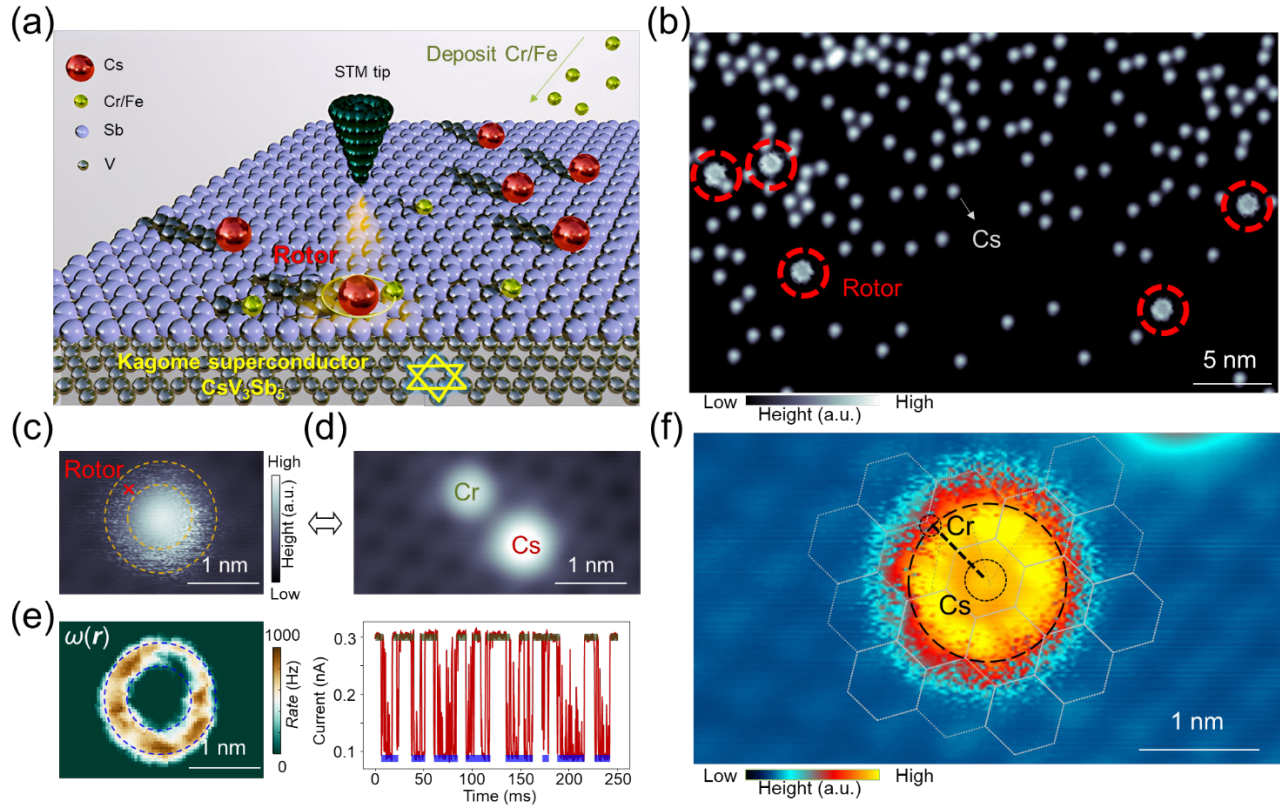 (a)
Cs
Cr/Fe
Sb
V
STM tip
Deposit Cr/Fe
Rotor
Kagome superconductor
CsV₃Sb₅
(b)
Cs
Rotor
5 nm
Low High
Height (a.u.)
(c)
Rotor
1 nm
High
Height (a.u.)
Low
(d)
Cr
Cs
1 nm
(e)
ω(r)
1 nm
1000
Rate (Hz)
0
Current (nA)
0.3
0.2
0.1
0 50 100 150 200 250
Time (ms)
(f)
Cr
Cs
1 nm
Low High
Height (a.u.)